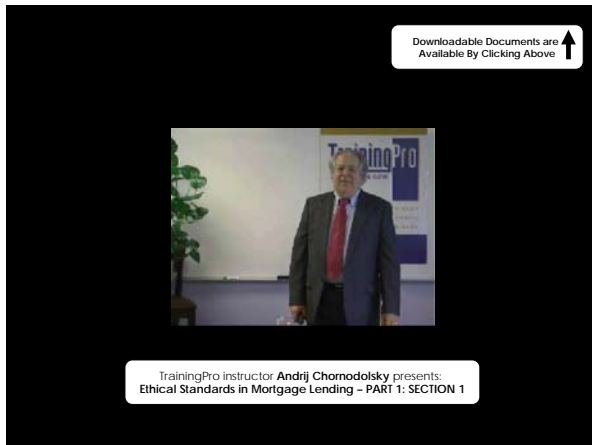 Downloadable Documents are
Available By Clicking Above
TrainingPro
TrainingPro instructor Andrij Chornodolsky presents:
Ethical Standards in Mortgage Lending – PART 1: SECTION 1